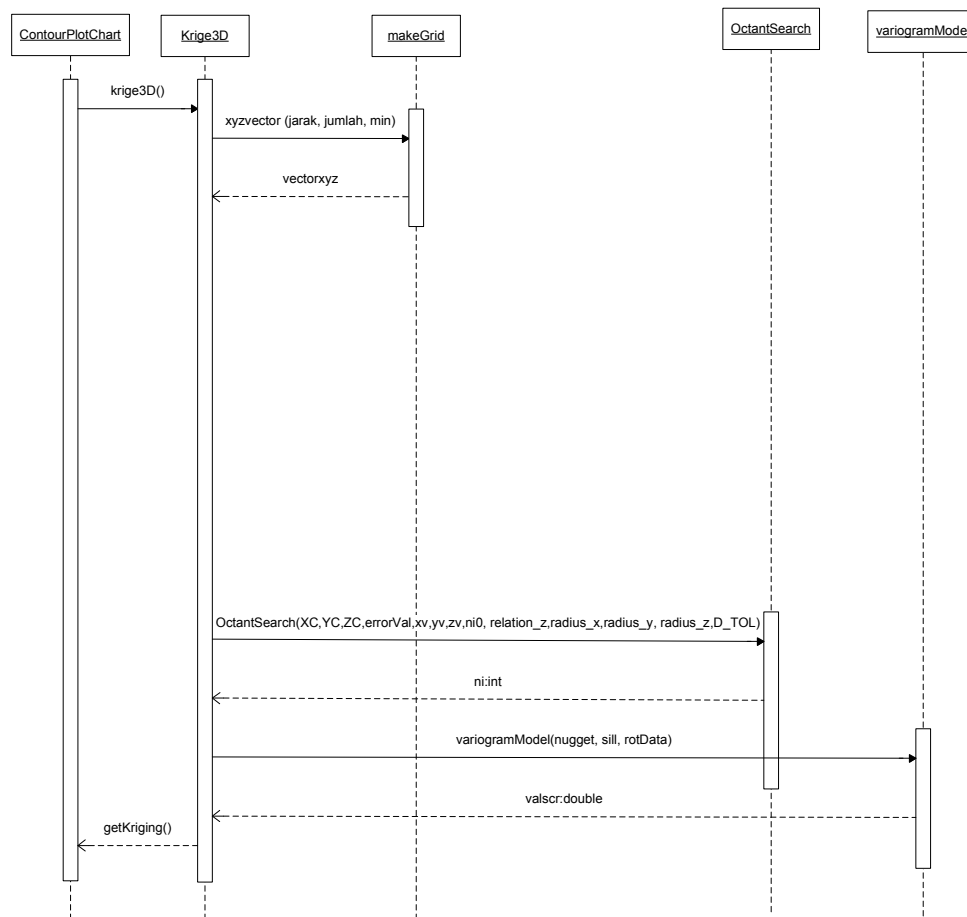 ContourPlotChart
Krige3D
makeGrid
OctantSearch
variogramModel
krige3D()
xyzvector (jarak, jumlah, min)
vectorxyz
OctantSearch(XC,YC,ZC,errorVal,xv,yv,zv,ni0, relation_z,radius_x,radius_y, radius_z,D_TOL)
ni:int
variogramModel(nugget, sill, rotData)
valscr:double
getKriging()